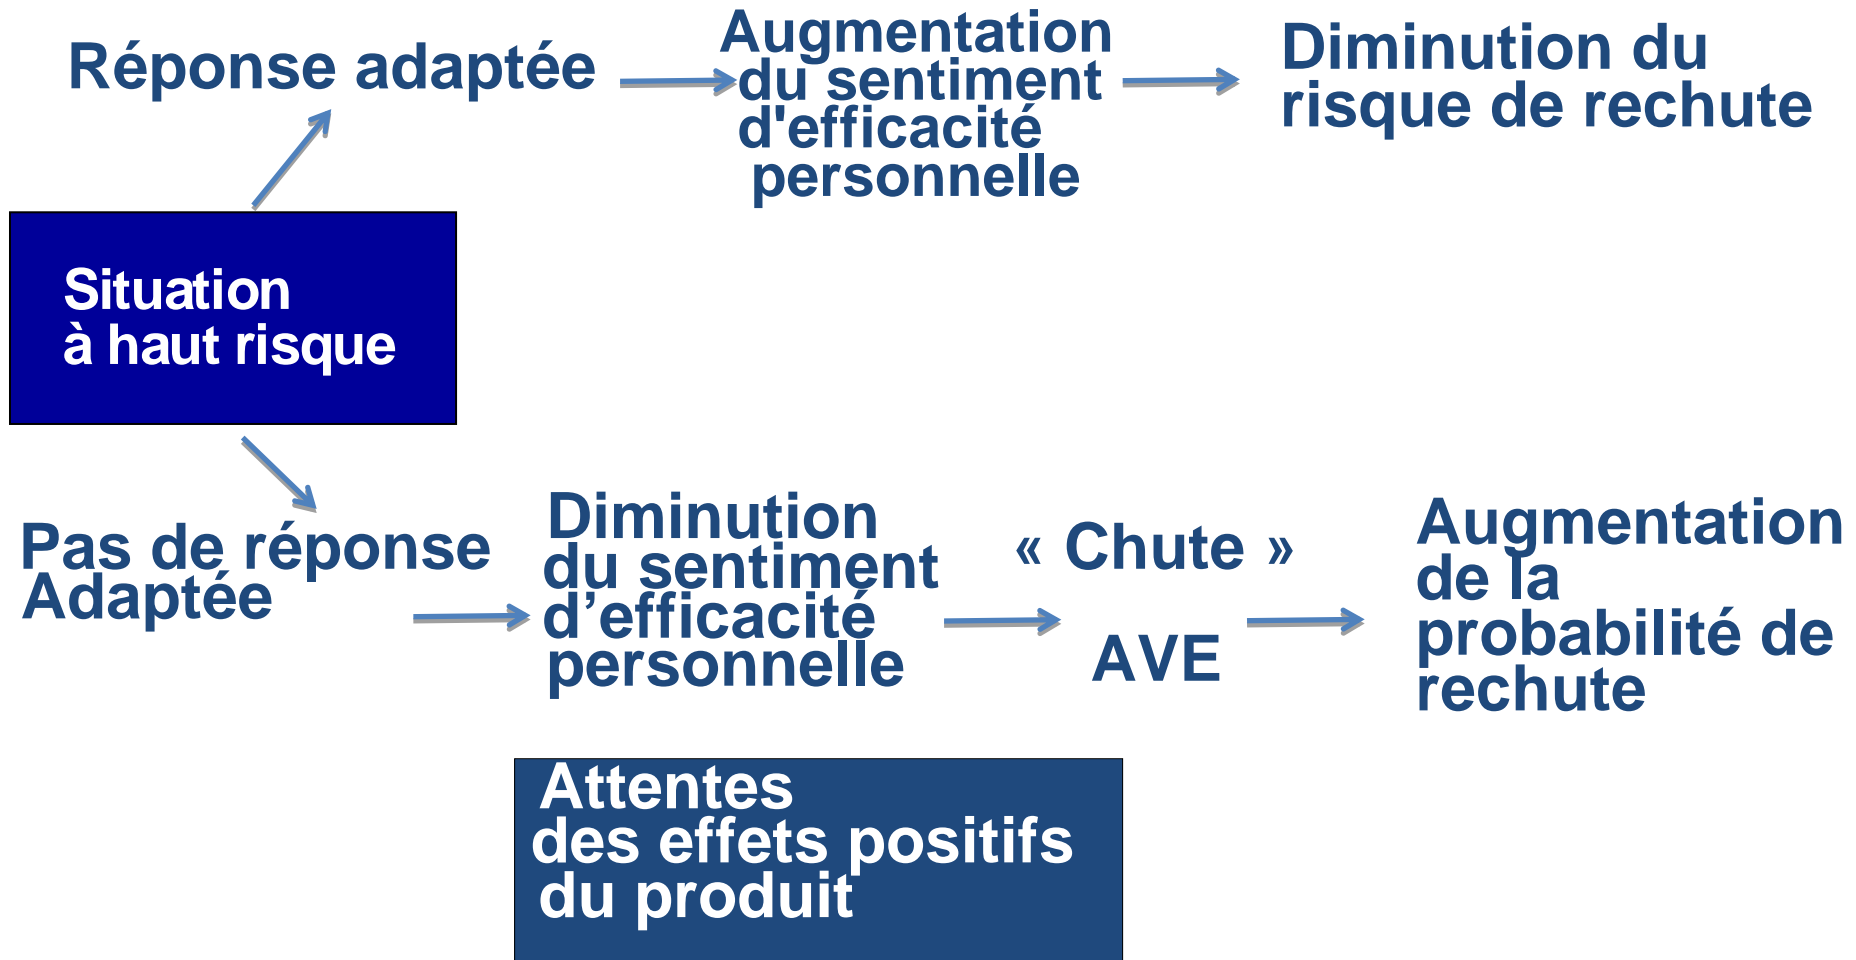 Réponse adaptée
Augmentation
du sentiment
d'efficacité
personnelle
Diminution du
risque de rechute
Situation
à haut risque
Pas de réponse
Adaptée
Diminution
du sentiment
d’efficacité
personnelle
« Chute »
AVE
Augmentation
de la
probabilité de
rechute
Attentes
des effets positifs
du produit